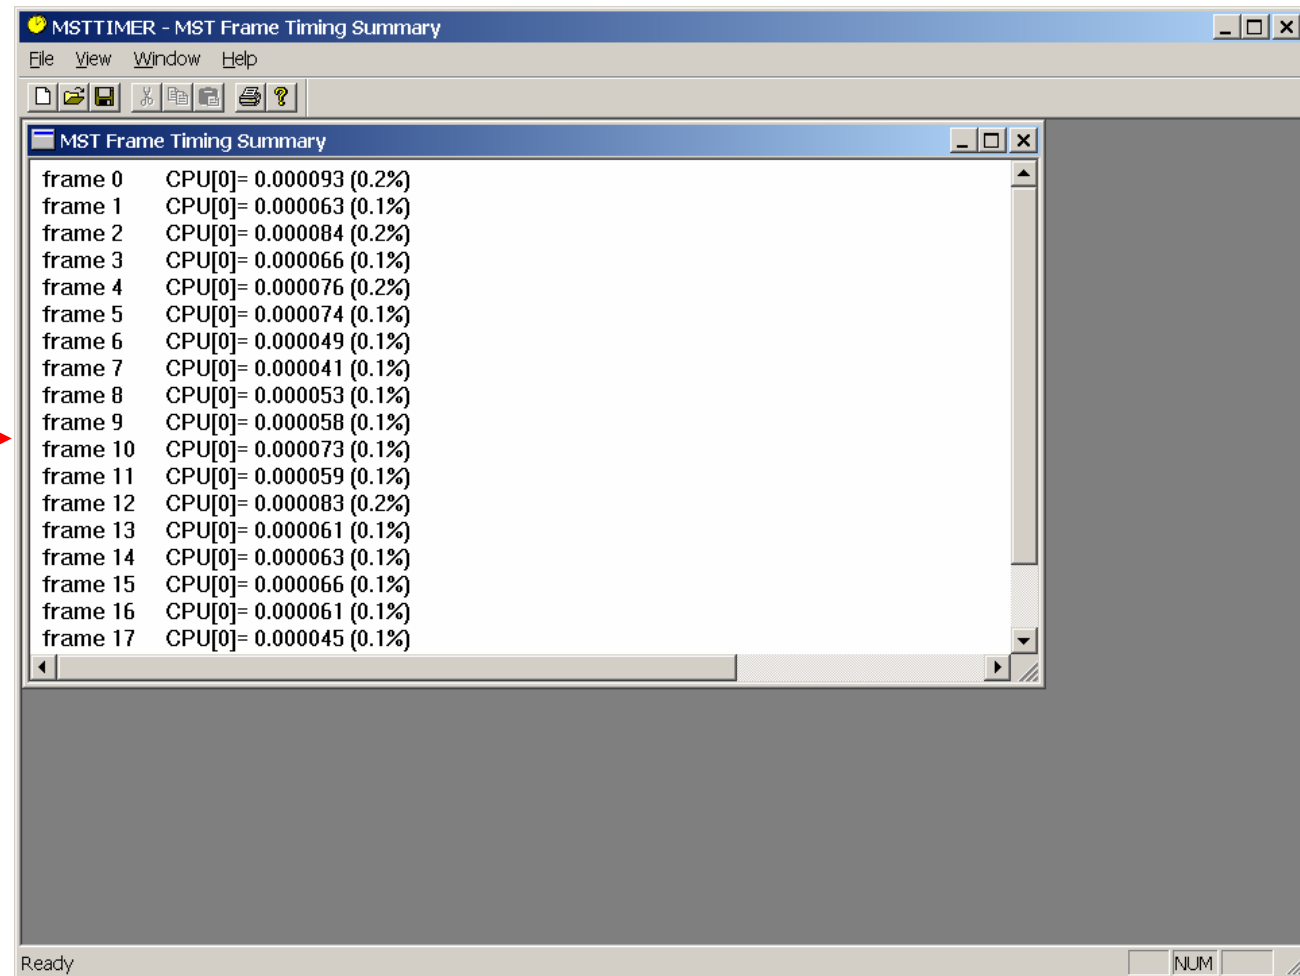 MSTTIMER - MST Frame Timing Summary
File View Window Help
MST Frame Timing Summary
frame 0 CPU[0]= 0.000093 (0.2%)
frame 1 CPU[0]= 0.000063 (0.1%)
frame 2 CPU[0]= 0.000084 (0.2%)
frame 3 CPU[0]= 0.000066 (0.1%)
frame 4 CPU[0]= 0.000076 (0.2%)
frame 5 CPU[0]= 0.000074 (0.1%)
frame 6 CPU[0]= 0.000049 (0.1%)
frame 7 CPU[0]= 0.000041 (0.1%)
frame 8 CPU[0]= 0.000053 (0.1%)
frame 9 CPU[0]= 0.000058 (0.1%)
frame 10 CPU[0]= 0.000073 (0.1%)
frame 11 CPU[0]= 0.000059 (0.1%)
frame 12 CPU[0]= 0.000083 (0.2%)
frame 13 CPU[0]= 0.000061 (0.1%)
frame 14 CPU[0]= 0.000063 (0.1%)
frame 15 CPU[0]= 0.000066 (0.1%)
frame 16 CPU[0]= 0.000061 (0.1%)
frame 17 CPU[0]= 0.000045 (0.1%)
Ready NUM